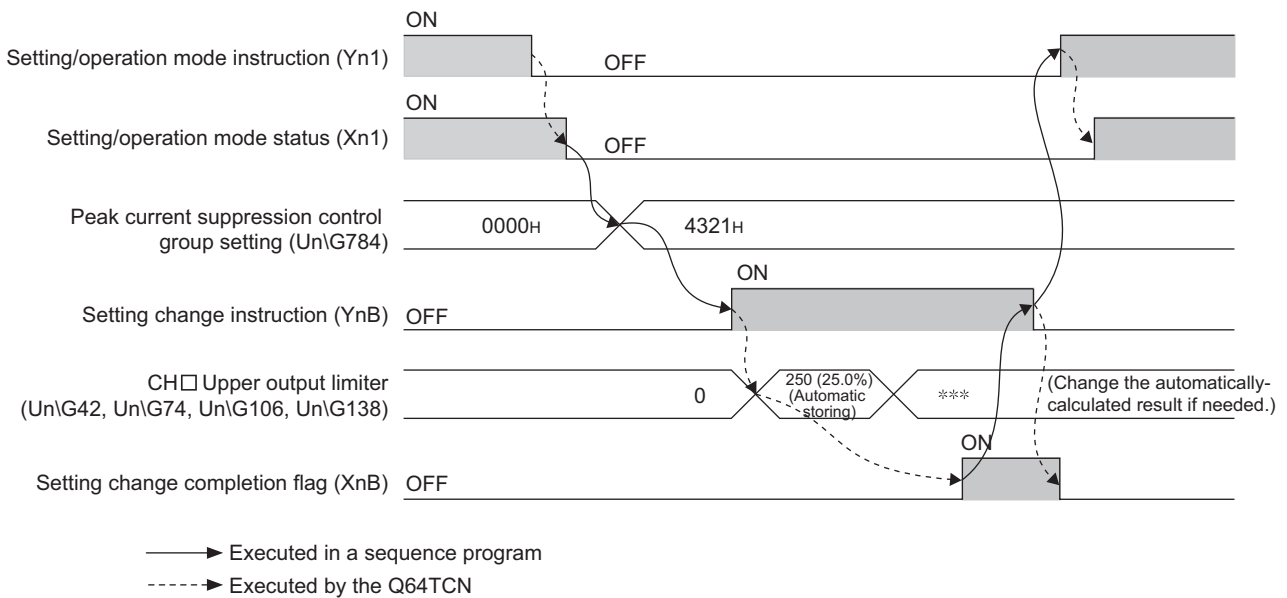 ON
Setting/operation mode instruction (Yn1)
OFF
ON
Setting/operation mode status (Xn1)
OFF
Peak current suppression control
group setting (Un\G784)
0000H
4321H
ON
Setting change instruction (YnB)
OFF
CH□ Upper output limiter
(Un\G42, Un\G74, Un\G106, Un\G138)
0
250 (25.0%)
(Automatic
storing)
***
(Change the automatically-
calculated result if needed.)
ON
Setting change completion flag (XnB)
OFF
Executed in a sequence program
Executed by the Q64TCN